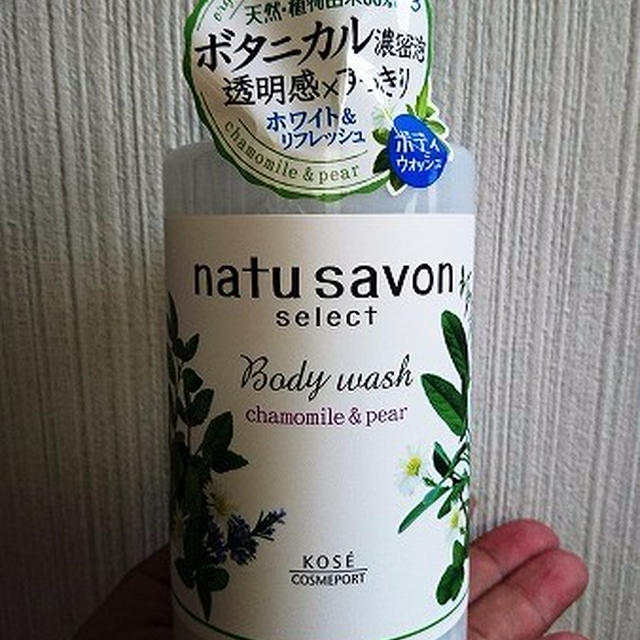 天然・植物由来
ボタニカル濃密泡
透明感×すっきり
ホワイト&
リフレッシュ
chamomile & pear
ボディ
ウォッシュ
natu savon
select
Body wash
chamomile & pear
KOSÉ
COSMEPORT